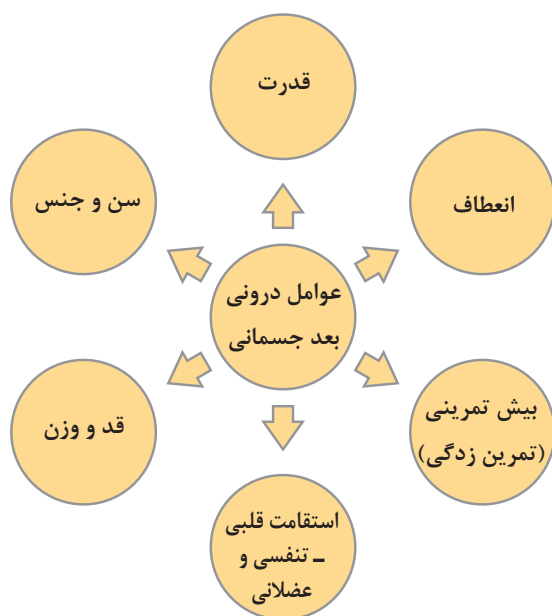 قدرت
انعطاف
سن و جنس
عوامل درونی
بعد جسمانی
بیش تمرینی
(تمرین زدگی)
قد و وزن
استقامت قلبی
ـ تنفسی و
عضلانی